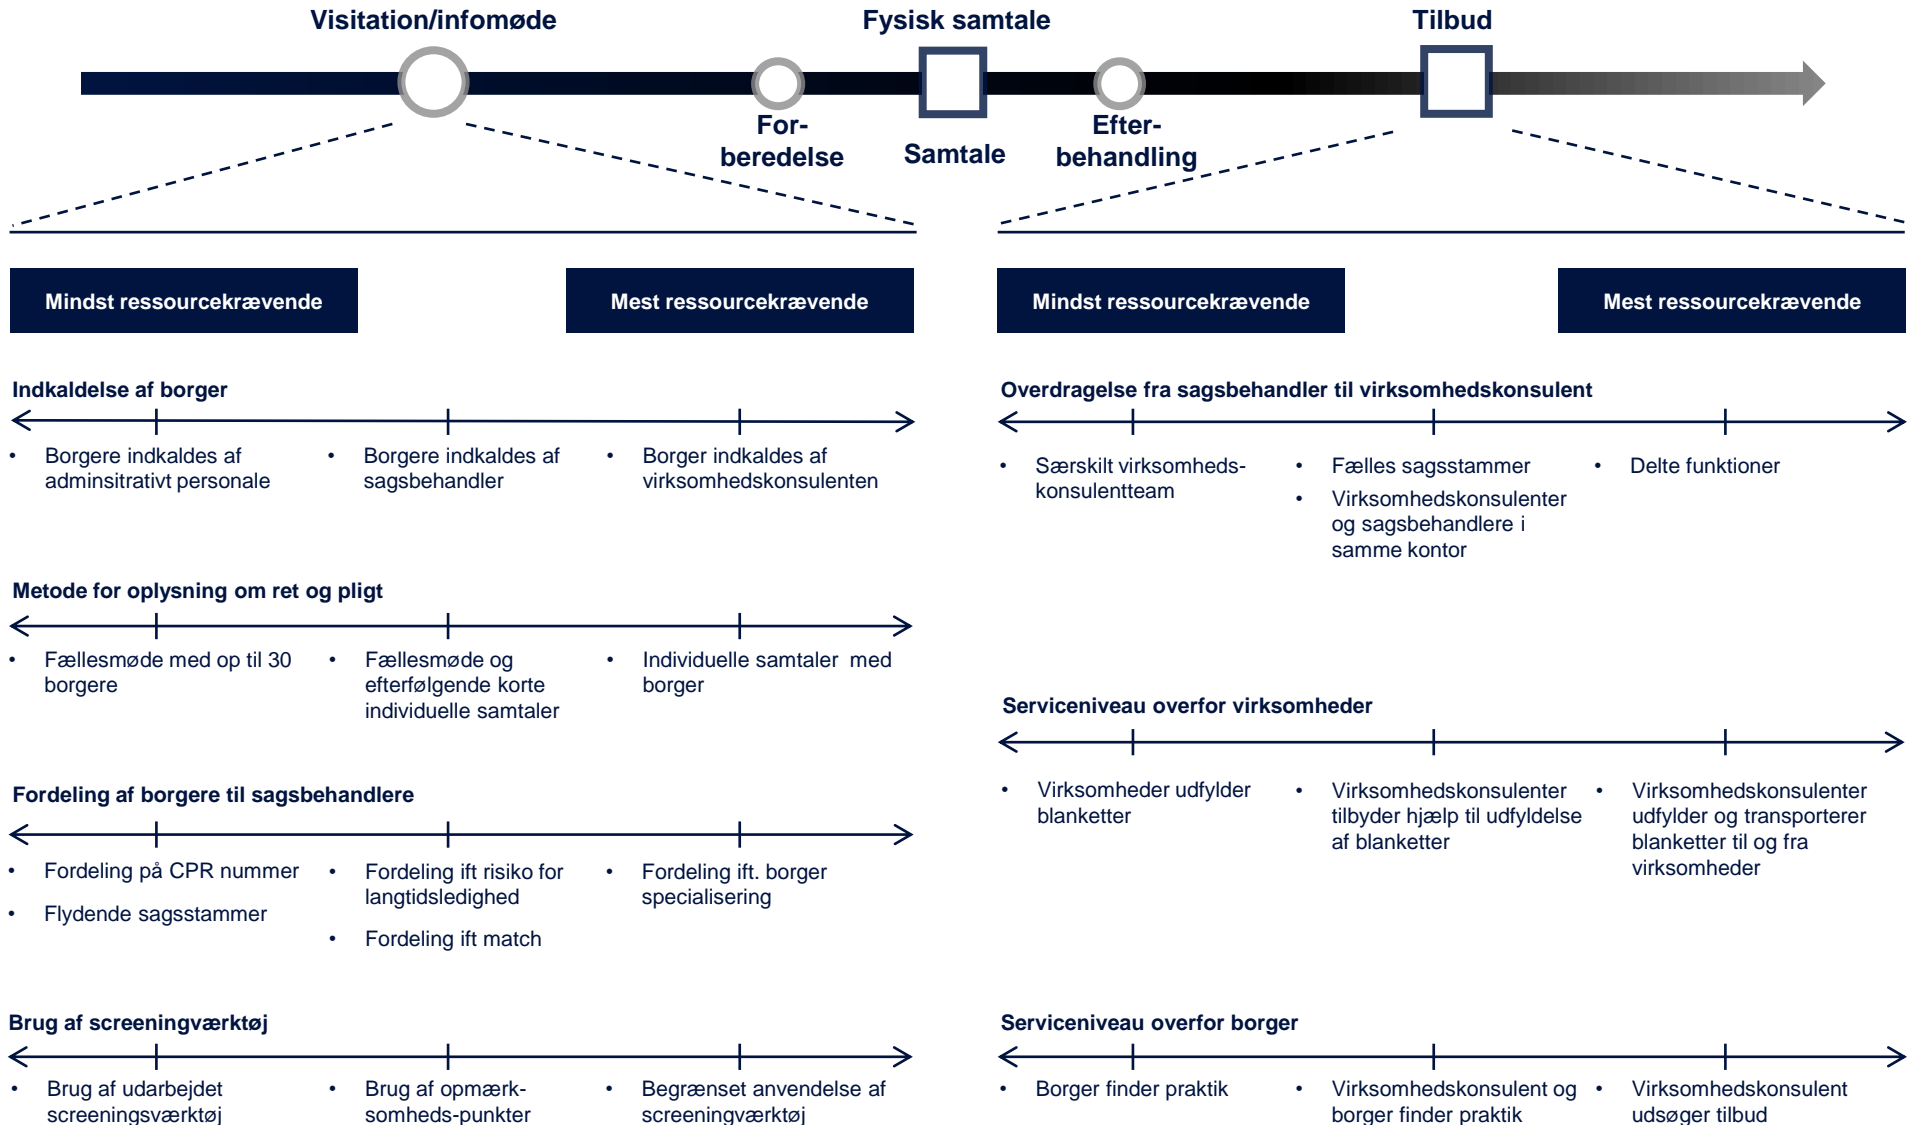 Visitation/infomøde
Fysisk samtale
Tilbud
For-
beredelse
Samtale
Efter-
behandling
Mindst ressourcekrævende
Mest ressourcekrævende
Indkaldelse af borger
• Borgere indkaldes af
adminsitrativt personale
• Borgere indkaldes af
sagsbehandler
• Borger indkaldes af
virksomhedskonsulenten
Metode for oplysning om ret og pligt
• Fællesmøde med op til 30
borgere
• Fællesmøde og
efterfølgende korte
individuelle samtaler
• Individuelle samtaler med
borger
Fordeling af borgere til sagsbehandlere
• Fordeling på CPR nummer
• Flydende sagsstammer
• Fordeling ift risiko for
langtidsledighed
• Fordeling ift match
• Fordeling ift. borger
specialisering
Brug af screeningværktøj
• Brug af udarbejdet
screeningsværktøj
• Brug af opmærk-
somheds-punkter
• Begrænset anvendelse af
screeningværktøj
Mindst ressourcekrævende
Mest ressourcekrævende
Overdragelse fra sagsbehandler til virksomhedskonsulent
• Særskilt virksomheds-
konsulentteam
• Fælles sagsstammer
• Virksomhedskonsulenter
og sagsbehandlere i
samme kontor
• Delte funktioner
Serviceniveau overfor virksomheder
• Virksomheder udfylder
blanketter
• Virksomhedskonsulenter
tilbyder hjælp til udfyldelse
af blanketter
• Virksomhedskonsulenter
udfylder og transporterer
blanketter til og fra
virksomheder
Serviceniveau overfor borger
• Borger finder praktik
• Virksomhedskonsulent og
borger finder praktik
• Virksomhedskonsulent
udsøger tilbud